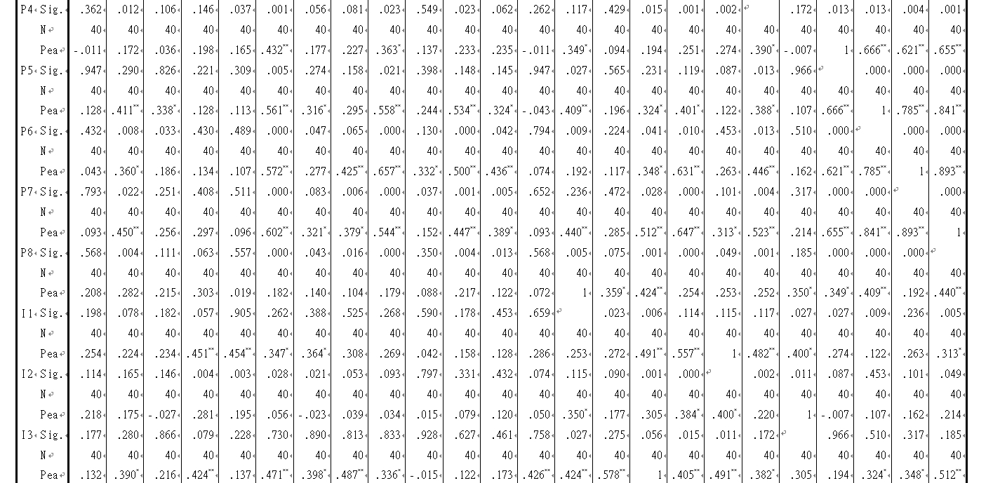 P4 Sig. .362 .012 .106 .146 .037 .001 .056 .081 .023 .549 .023 .062 .262 .117 .429 .015 .001 .002 .172 .013 .013 .004 .001
N 40 40 40 40 40 40 40 40 40 40 40 40 40 40 40 40 40 40 40 40 40 40 40 40
Pea -.011 .172 .036 .198 .165 .432** .177 .227 .363* .137 .233 .235 -.011 .349* .094 .194 .251 .274 .390* -.007 1 .666** .621** .655**
P5 Sig. .947 .290 .826 .221 .309 .005 .274 .158 .021 .398 .148 .145 .947 .027 .565 .231 .119 .087 .013 .966 .000 .000 .000
N 40 40 40 40 40 40 40 40 40 40 40 40 40 40 40 40 40 40 40 40 40 40 40 40
Pea .128 .411** .338* .128 .113 .561** .316* .295 .558** .244 .534** .324* -.043 .409** .196 .324* .401* .122 .388* .107 .666** 1 .785** .841**
P6 Sig. .432 .008 .033 .430 .489 .000 .047 .065 .000 .130 .000 .042 .794 .009 .224 .041 .010 .453 .013 .510 .000 .000 .000
N 40 40 40 40 40 40 40 40 40 40 40 40 40 40 40 40 40 40 40 40 40 40 40 40
Pea .043 .360* .186 .134 .107 .572** .277 .425** .657** .332* .500** .436** .074 .192 .117 .348* .631** .263 .446** .162 .621** .785** 1 .893**
P7 Sig. .793 .022 .251 .408 .511 .000 .083 .006 .000 .037 .001 .005 .652 .236 .472 .028 .000 .101 .004 .317 .000 .000 .000
N 40 40 40 40 40 40 40 40 40 40 40 40 40 40 40 40 40 40 40 40 40 40 40 40
Pea .093 .450** .256 .297 .096 .602** .321* .379* .544** .152 .447** .389* .093 .440** .285 .512** .647** .313* .523** .214 .655** .841** .893** 1
P8 Sig. .568 .004 .111 .063 .557 .000 .043 .016 .000 .350 .004 .013 .568 .005 .075 .001 .000 .049 .001 .185 .000 .000 .000
N 40 40 40 40 40 40 40 40 40 40 40 40 40 40 40 40 40 40 40 40 40 40 40 40
Pea .208 .282 .215 .303 .019 .182 .140 .104 .179 .088 .217 .122 .072 1 .359* .424** .254 .253 .252 .350* .349* .409** .192 .440**
I1 Sig. .198 .078 .182 .057 .905 .262 .388 .525 .268 .590 .178 .453 .659 .023 .006 .114 .115 .117 .027 .027 .009 .236 .005
N 40 40 40 40 40 40 40 40 40 40 40 40 40 40 40 40 40 40 40 40 40 40 40 40
Pea .254 .224 .234 .451** .454** .347* .364* .308 .269 .042 .158 .128 .286 .253 .272 .491** .557** 1 .482** .400* .274 .122 .263 .313*
I2 Sig. .114 .165 .146 .004 .003 .028 .021 .053 .093 .797 .331 .432 .074 .115 .090 .001 .000 .002 .011 .087 .453 .101 .049
N 40 40 40 40 40 40 40 40 40 40 40 40 40 40 40 40 40 40 40 40 40 40 40 40
Pea .218 .175 -.027 .281 .195 .056 -.023 .039 .034 .015 .079 .120 .050 .350* .177 .305 .384* .400* .220 1 -.007 .107 .162 .214
I3 Sig. .177 .280 .866 .079 .228 .730 .890 .813 .833 .928 .627 .461 .758 .027 .275 .056 .015 .011 .172 .966 .510 .317 .185
N 40 40 40 40 40 40 40 40 40 40 40 40 40 40 40 40 40 40 40 40 40 40 40 40
Pea .132 .390* .216 .424** .137 .471** .398* .487** .336* -.015 .122 .173 .426** .424** .578** 1 .405** .491** .382* .305 .194 .324* .348* .512**